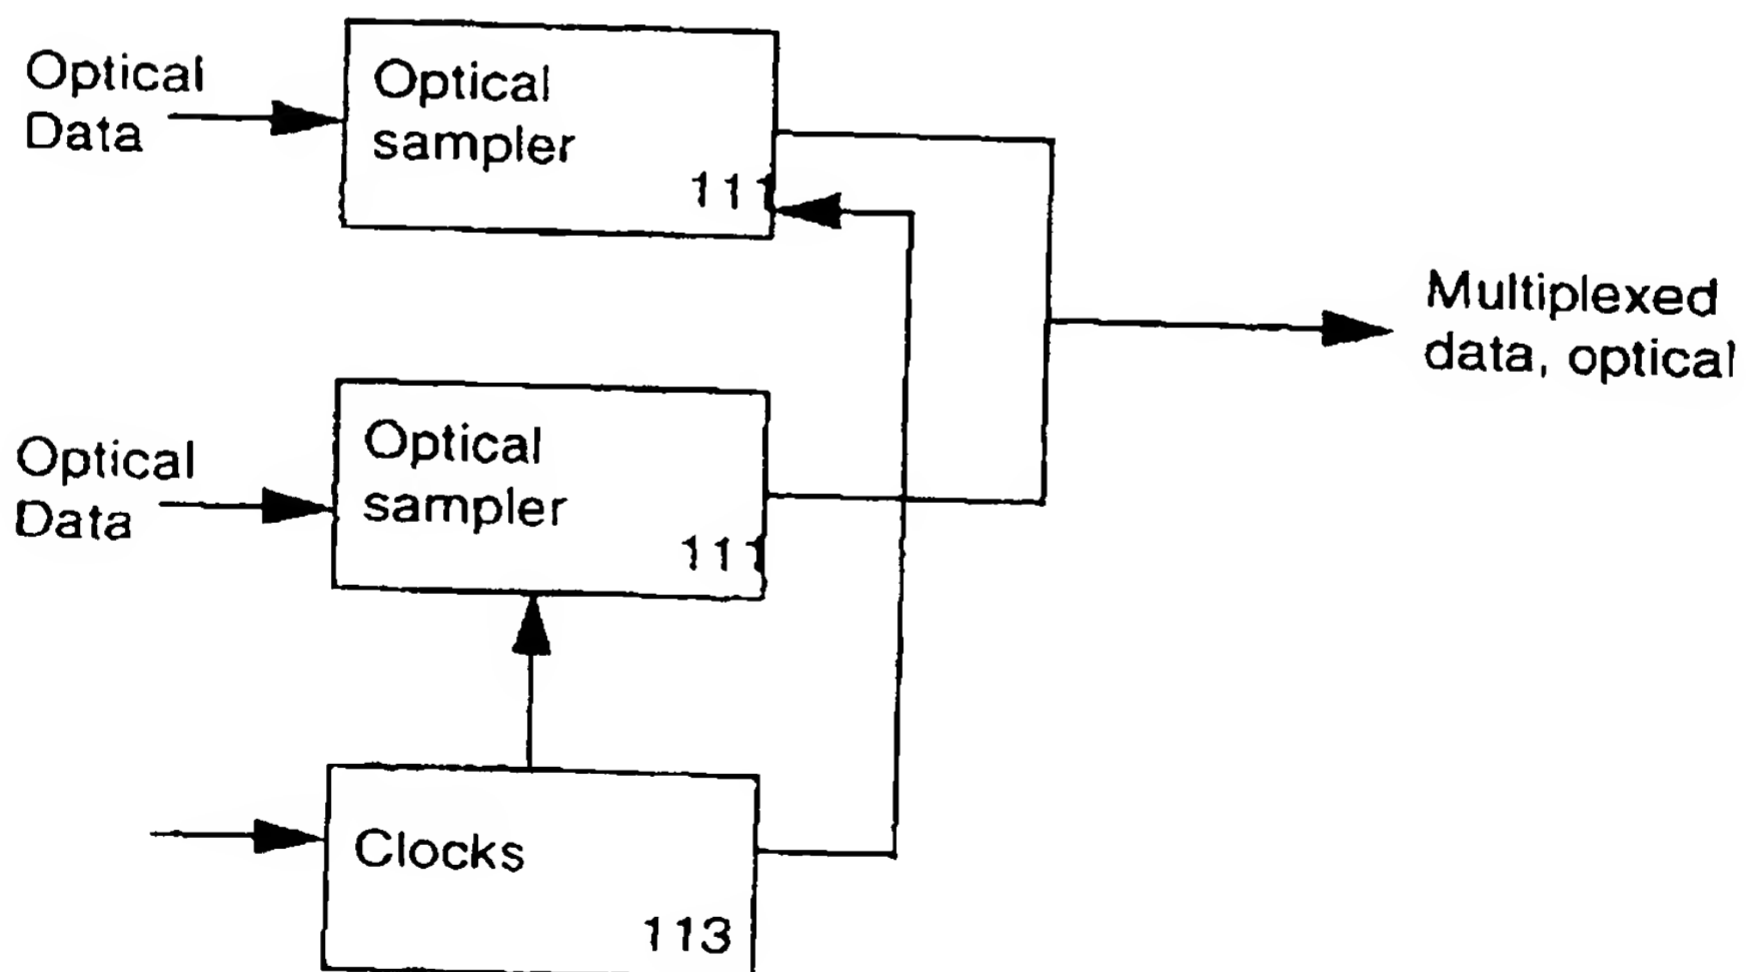 Optical
Data
Optical
sampler
111
Multiplexed
data, optical
Optical
Data
Optical
sampler
111
Clocks
113